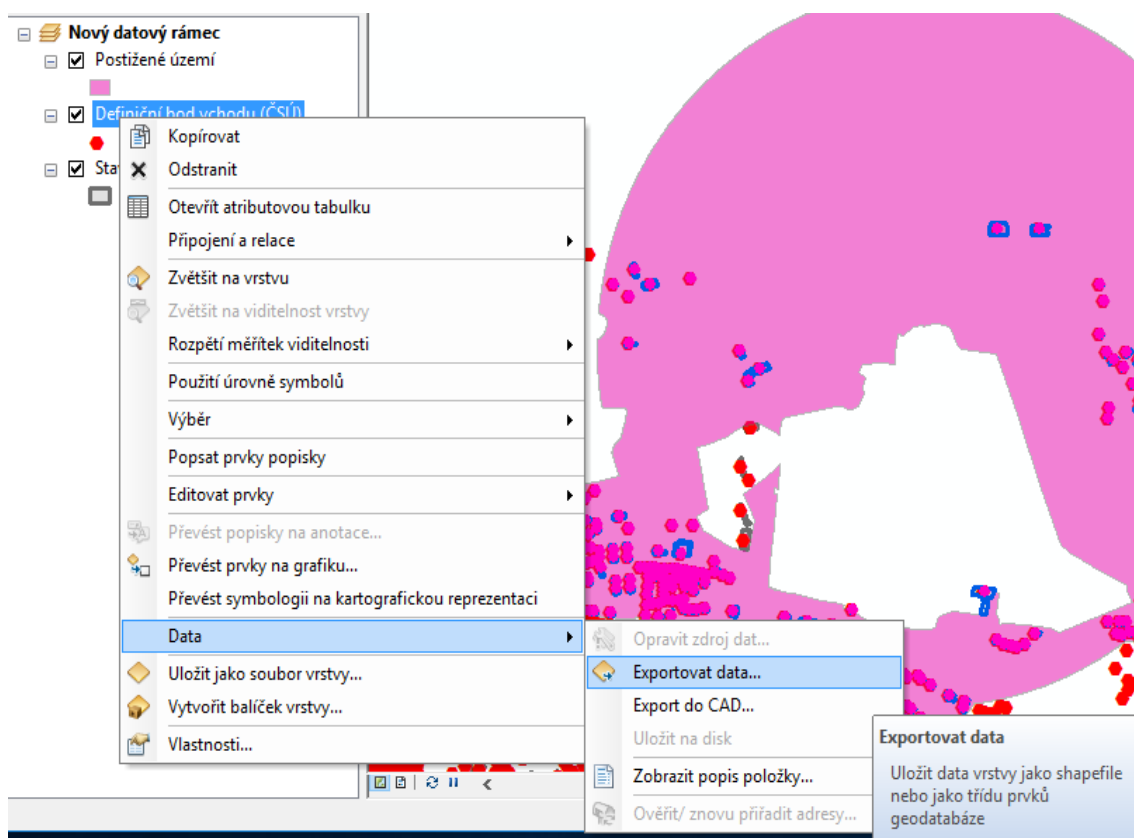 Nový datový rámec
Postižené území
Definiční bod vchodu (ČSÚ)
Sta
Kopírovat
Odstranit
Otevřít atributovou tabulku
Připojení a relace
Zvětšit na vrstvu
Zvětšit na viditelnost vrstvy
Rozpětí měřítek viditelnosti
Použití úrovně symbolů
Výběr
Popsat prvky popisky
Editovat prvky
Převést popisky na anotace...
Převést prvky na grafiku...
Převést symbologii na kartografickou reprezentaci
Data
Uložit jako soubor vrstvy...
Vytvořit balíček vrstvy...
Vlastnosti...
Opravit zdroj dat...
Exportovat data...
Export do CAD...
Uložit na disk
Zobrazit popis položky...
Ověřit/ znovu přiřadit adresy...
Exportovat data
Uložit data vrstvy jako shapefile
nebo jako třídu prvků
geodatabáze